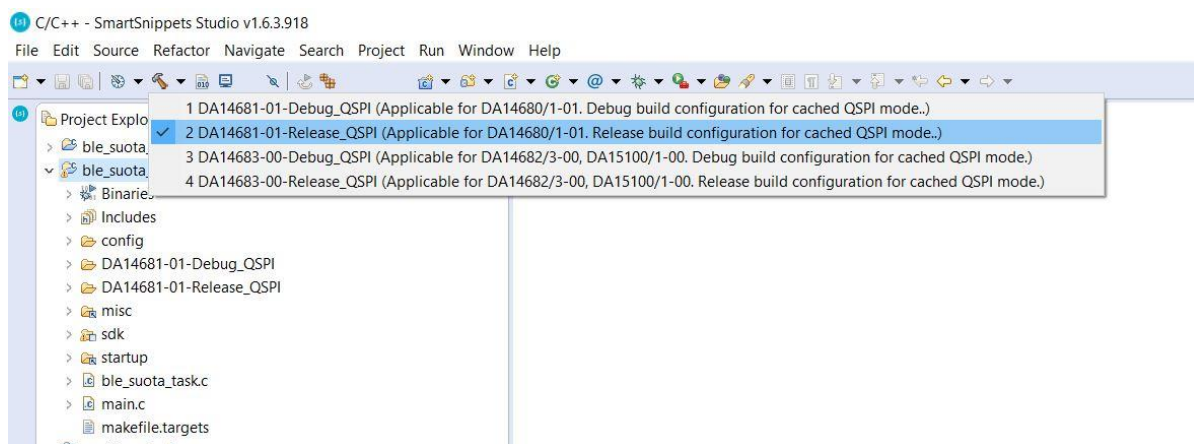 C/C++ - SmartSnippets Studio v1.6.3.918
File Edit Source Refactor Navigate Search Project Run Window Help
1 DA14681-01-Debug_QSPI (Applicable for DA14680/1-01. Debug build configuration for cached QSPI mode..)
Project Explo
2 DA14681-01-Release_QSPI (Applicable for DA14680/1-01. Release build configuration for cached QSPI mode..)
ble_suota_
3 DA14683-00-Debug_QSPI (Applicable for DA14682/3-00, DA15100/1-00. Debug build configuration for cached QSPI mode.)
ble_suota_
4 DA14683-00-Release_QSPI (Applicable for DA14682/3-00, DA15100/1-00. Release build configuration for cached QSPI mode.)
Binaries
Includes
config
DA14681-01-Debug_QSPI
DA14681-01-Release_QSPI
misc
sdk
startup
ble_suota_task.c
main.c
makefile.targets